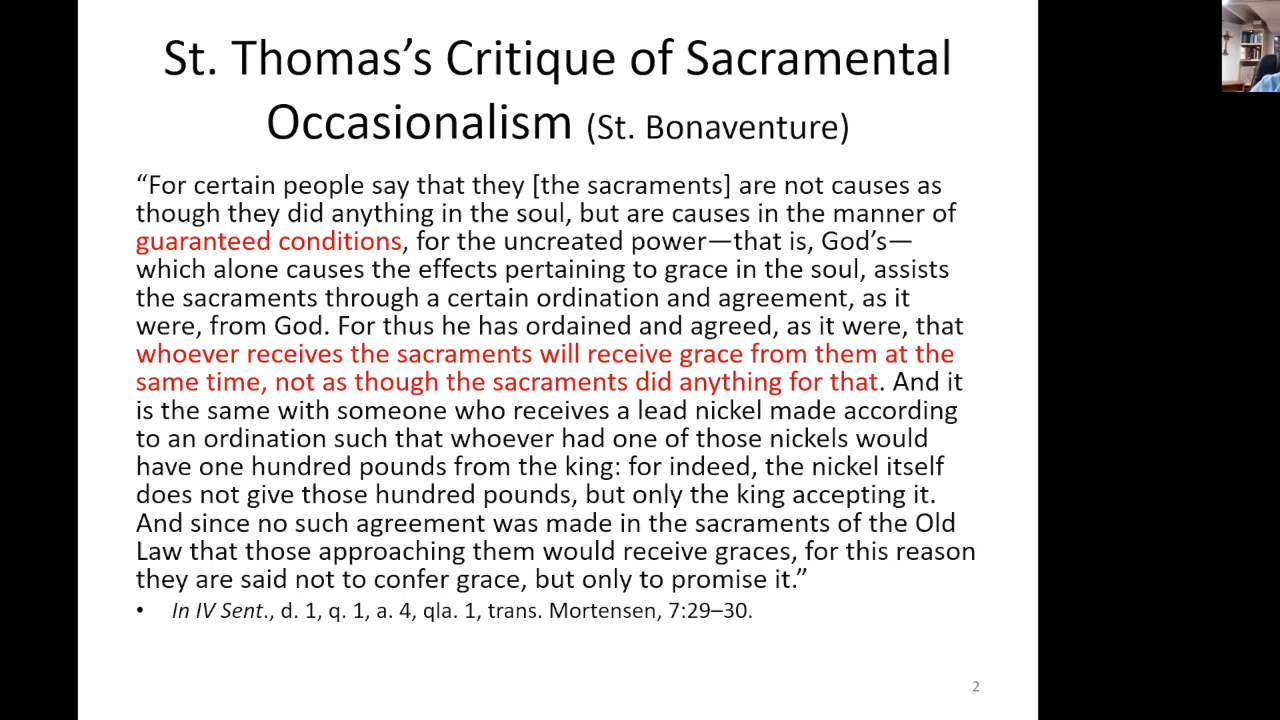 St. Thomas’s Critique of Sacramental
Occasionalism (St. Bonaventure)
“For certain people say that they [the sacraments] are not causes as
though they did anything in the soul, but are causes in the manner of
guaranteed conditions, for the uncreated power—that is, God’s—
which alone causes the effects pertaining to grace in the soul, assists
the sacraments through a certain ordination and agreement, as it
were, from God. For thus he has ordained and agreed, as it were, that
whoever receives the sacraments will receive grace from them at the
same time, not as though the sacraments did anything for that. And it
is the same with someone who receives a lead nickel made according
to an ordination such that whoever had one of those nickels would
have one hundred pounds from the king: for indeed, the nickel itself
does not give those hundred pounds, but only the king accepting it.
And since no such agreement was made in the sacraments of the Old
Law that those approaching them would receive graces, for this reason
they are said not to confer grace, but only to promise it.”
• In IV Sent., d. 1, q. 1, a. 4, qla. 1, trans. Mortensen, 7:29–30.
2